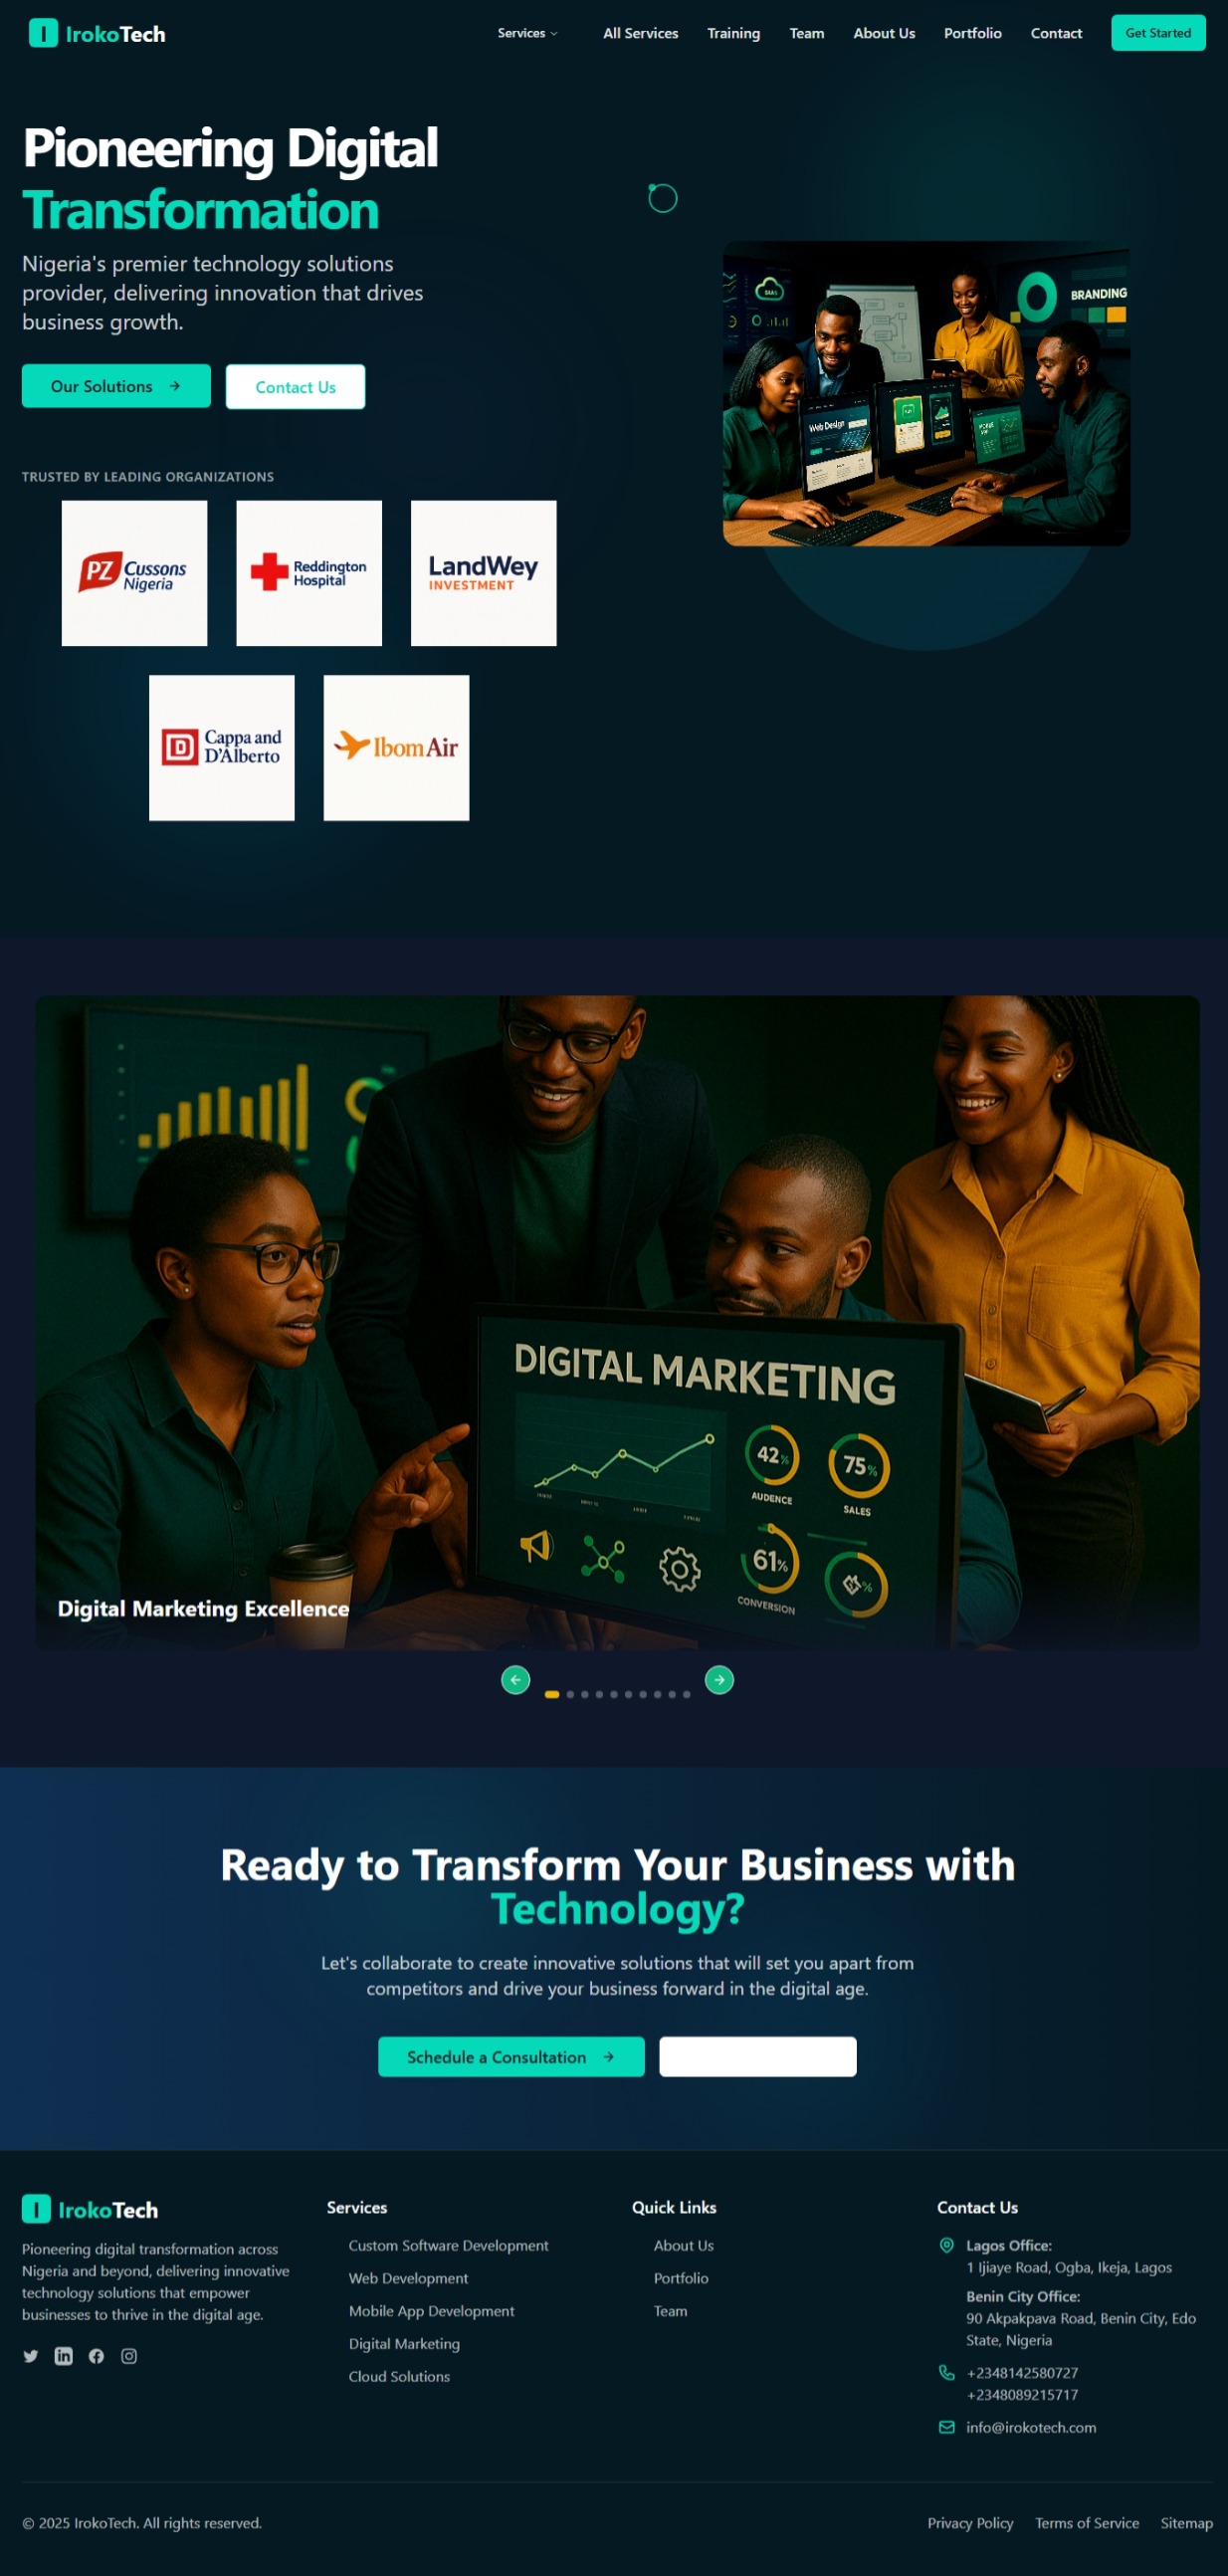 I IrokoTech
Services
All Services
Training
Team
About Us
Portfolio
Contact
Get Started
Pioneering Digital
Transformation
Nigeria's premier technology solutions
provider, delivering innovation that drives
business growth.
Our Solutions
Contact Us
BRANDING
Web Design
TRUSTED BY LEADING ORGANIZATIONS
PZ Cussons
Nigeria
Reddington
Hospital
LandWey
INVESTMENT
D Cappa and
D'Alberto
Ibom Air
DIGITAL MARKETING
42%
AUDENCE
75%
SALES
61%
CONVERSION
Digital Marketing Excellence
Ready to Transform Your Business with
Technology?
Let's collaborate to create innovative solutions that will set you apart from
competitors and drive your business forward in the digital age.
Schedule a Consultation
I IrokoTech
Pioneering digital transformation across
Nigeria and beyond, delivering innovative
technology solutions that empower
businesses to thrive in the digital age.
Services
Custom Software Development
Web Development
Mobile App Development
Digital Marketing
Cloud Solutions
Quick Links
About Us
Portfolio
Team
Contact Us
Lagos Office:
1 Ijiaye Road, Ogba, Ikeja, Lagos
Benin City Office:
90 Akpakpava Road, Benin City, Edo
State, Nigeria
+2348142580727
+2348089215717
info@irokotech.com
© 2025 IrokoTech. All rights reserved.
Privacy Policy
Terms of Service
Sitemap